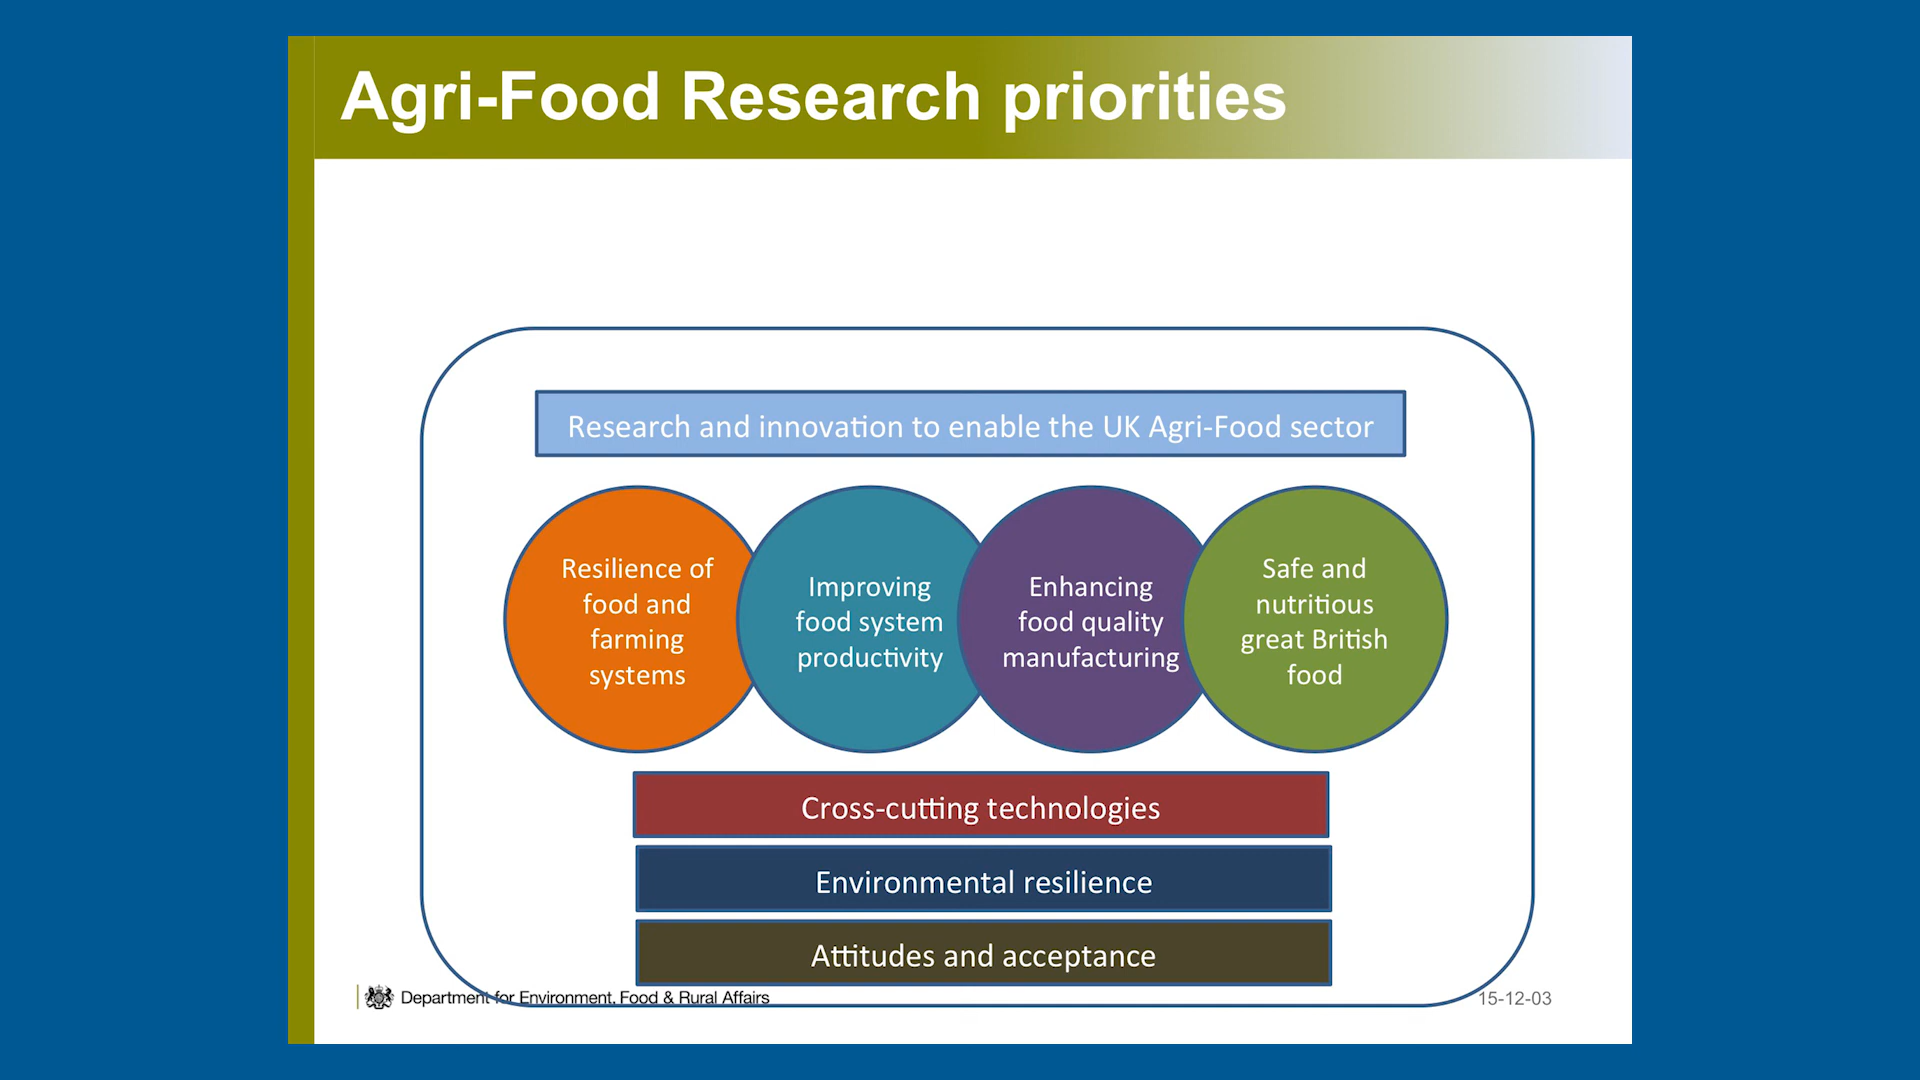 Agri-Food Research priorities
Research and innovation to enable the UK Agri-Food sector
Resilience of
food and
farming
systems
Improving
food system
productivity
Enhancing
food quality
manufacturing
Safe and
nutritious
great British
food
Cross-cutting technologies
Environmental resilience
Attitudes and acceptance
Department for Environment, Food & Rural Affairs
15-12-03